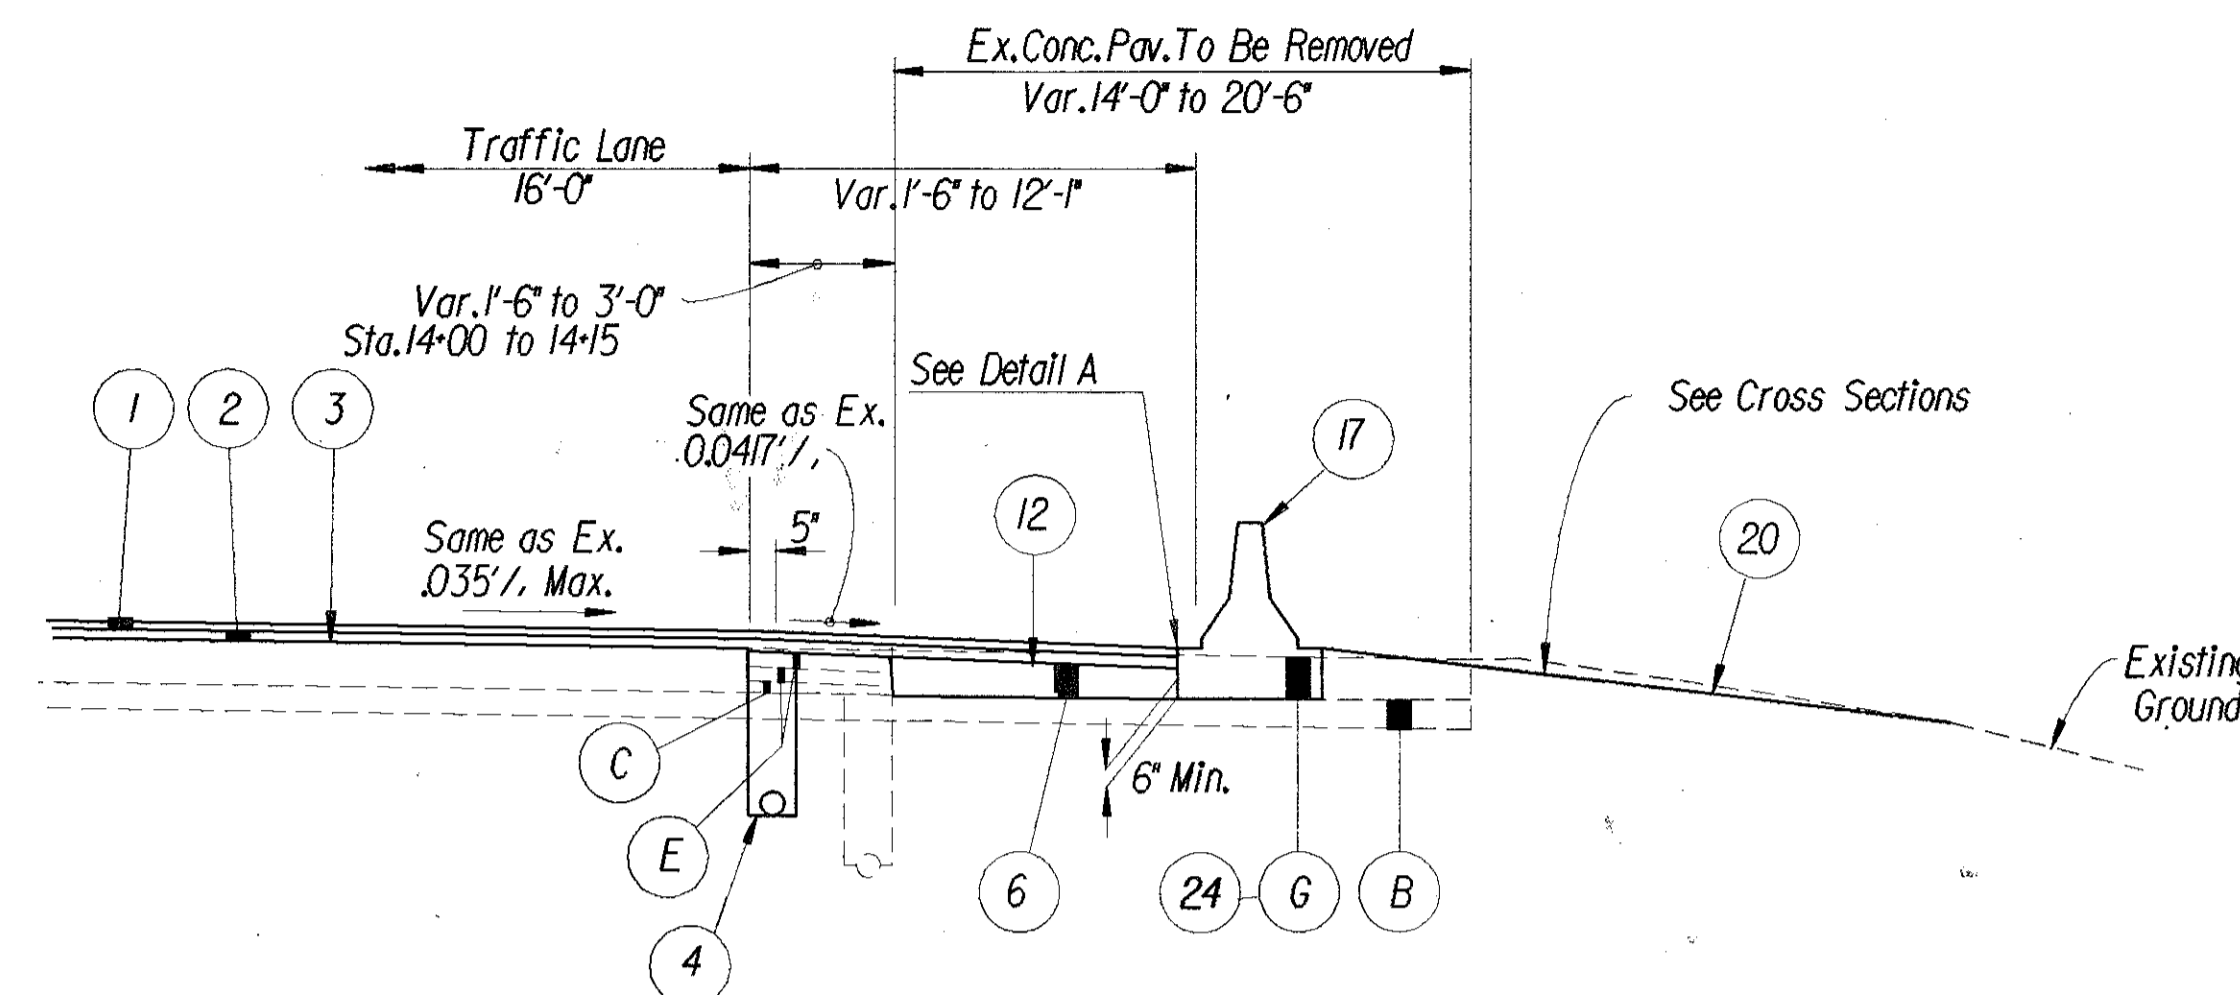 Ex.Conc.Pav.To Be Removed
Var.14'-0" to 20'-6"
Traffic Lane
16'-0"
Var.1'-6" to 12'-1"
Var.1'-6" to 3'-0"
Sta.14+00 to 14+15
See Detail A
See Cross Sections
1
2
3
Same as Ex.
0.0417'/,
17
12
5"
20
Same as Ex.
.035'/, Max.
Existing
Ground
C
6" Min.
E
6
24
G
B
4